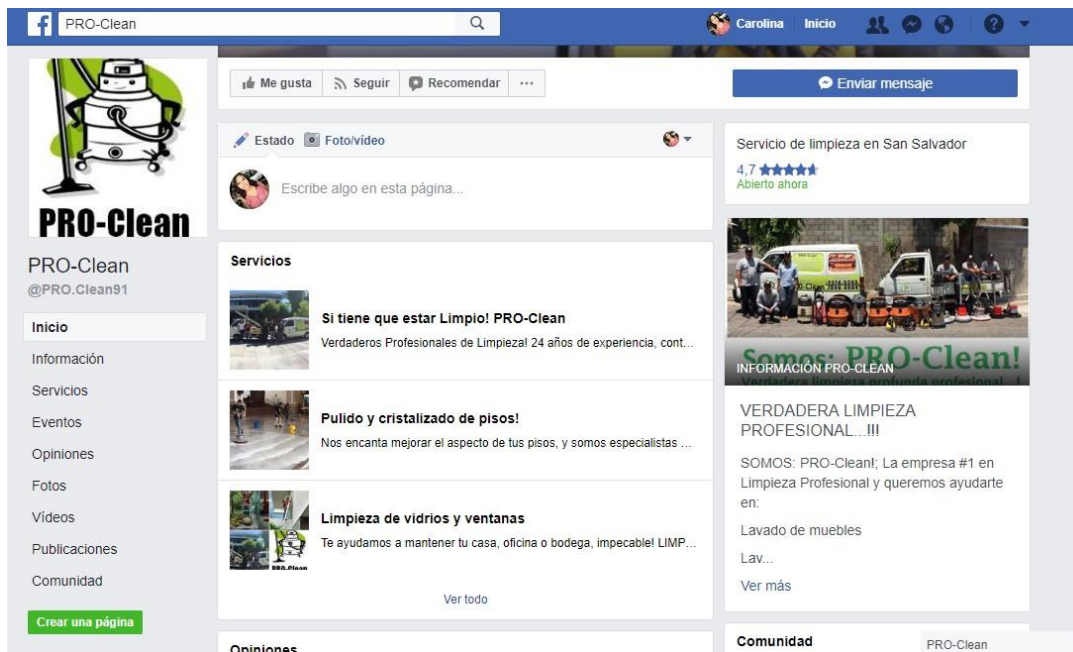 PRO-Clean
Carolina Inicio
PRO-Clean
PRO-Clean
@PRO.Clean91
Inicio
Información
Servicios
Eventos
Opiniones
Fotos
Vídeos
Publicaciones
Comunidad
Crear una página
Me gusta Seguir Recomendar ...
Enviar mensaje
Estado Foto/vídeo
Escribe algo en esta página...
Servicios
Si tiene que estar Limpio! PRO-Clean
Verdaderos Profesionales de Limpieza! 24 años de experiencia, cont...
Pulido y cristalizado de pisos!
Nos encanta mejorar el aspecto de tus pisos, y somos especialistas ...
Limpieza de vidrios y ventanas
Te ayudamos a mantener tu casa, oficina o bodega, impecable! LIMP...
PRO-Clean
Ver todo
Opiniones
Servicio de limpieza en San Salvador
4,7
Abierto ahora
Somos: PRO-Clean!
INFORMACIÓN PRO-CLEAN
Verdadera limpieza profunda profesional
VERDADERA LIMPIEZA
PROFESIONAL...!!!
SOMOS: PRO-Clean!; La empresa #1 en
Limpieza Profesional y queremos ayudarte
en:
Lavado de muebles
Lav...
Ver más
Comunidad
PRO-Clean